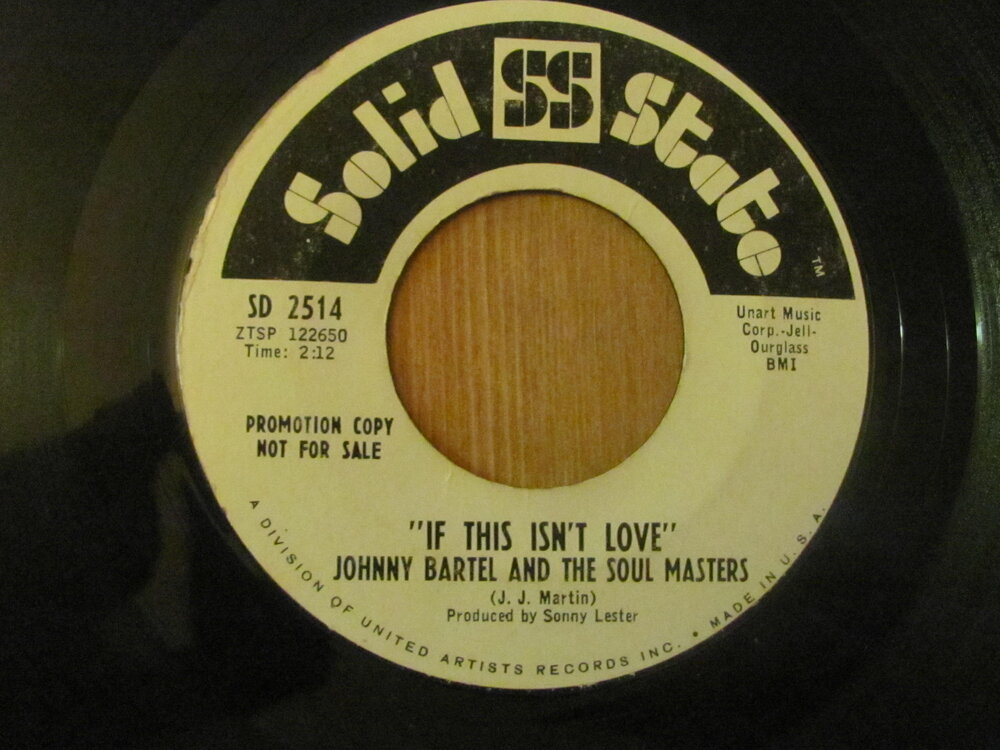 Solid SS State TM
SD 2514
ZTSP 122650
Time: 2:12
Unart Music
Corp.-Jell-
Ourglass
BMI
PROMOTION COPY
NOT FOR SALE
"IF THIS ISN'T LOVE"
JOHNNY BARTEL AND THE SOUL MASTERS
(J. J. Martin)
Produced by Sonny Lester
A DIVISION OF UNITED ARTISTS RECORDS INC. • MADE IN U. S. A.